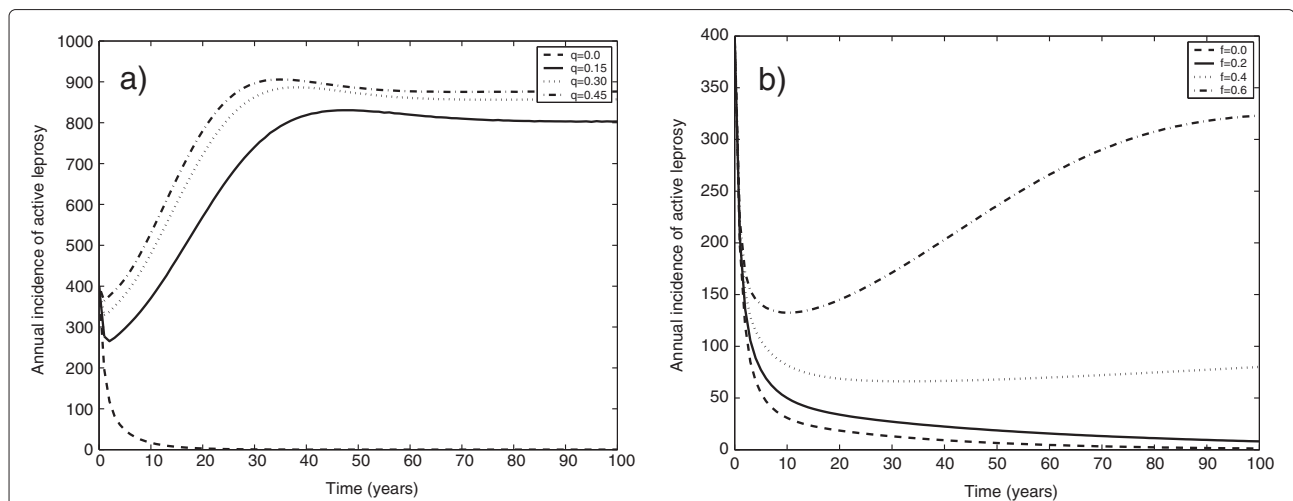 a)
Annual incidence of active leprosy
1000
900
800
700
600
500
400
300
200
100
0
0 10 20 30 40 50 60 70 80 90 100
Time (years)
q=0.0
q=0.15
q=0.30
q=0.45
b)
Annual incidence of active leprosy
400
350
300
250
200
150
100
50
0
0 10 20 30 40 50 60 70 80 90 100
Time (years)
f=0.0
f=0.2
f=0.4
f=0.6